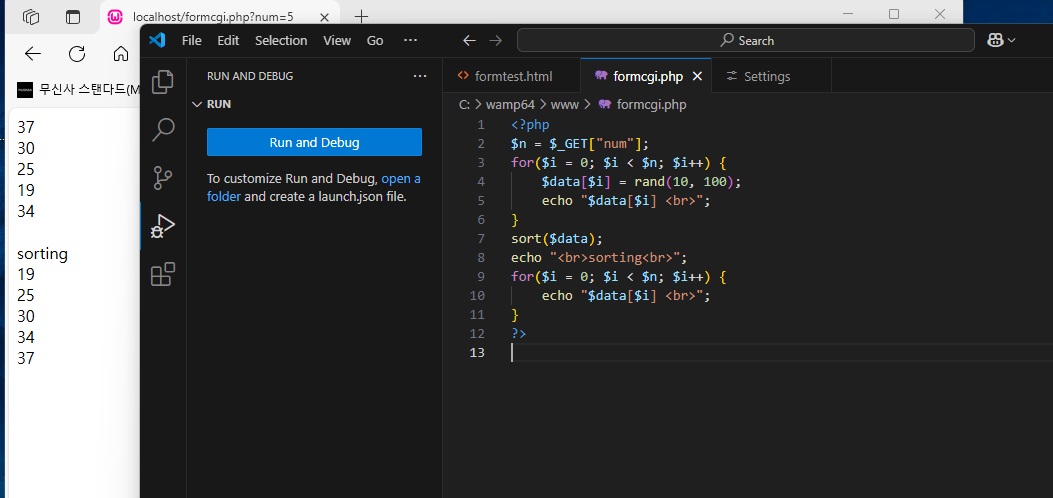 localhost/formcgi.php?num=5
무신사 스탠다드(M
37
30
25
19
34
sorting
19
25
30
34
37
File Edit Selection View Go ··· Search
RUN AND DEBUG ···
RUN
Run and Debug
To customize Run and Debug, open a
folder and create a launch.json file.
formtest.html formcgi.php Settings
C: > wamp64 > www > formcgi.php
1 <?php
2 $n = $_GET["num"];
3 for($i = 0; $i < $n; $i++) {
4 $data[$i] = rand(10, 100);
5 echo "$data[$i] <br>";
6 }
7 sort($data);
8 echo "<br>sorting<br>";
9 for($i = 0; $i < $n; $i++) {
10 echo "$data[$i] <br>";
11 }
12 ?>
13